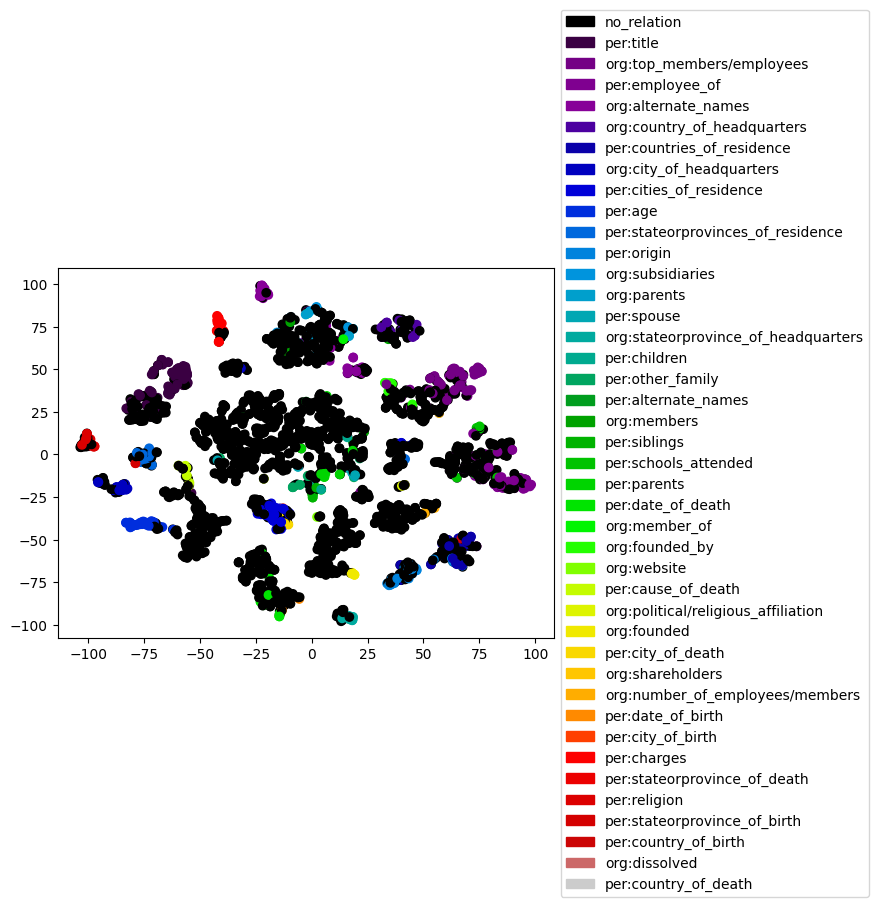 no_relation
per:title
org:top_members/employees
per:employee_of
org:alternate_names
org:country_of_headquarters
per:countries_of_residence
org:city_of_headquarters
per:cities_of_residence
per:age
per:stateorprovinces_of_residence
per:origin
org:subsidiaries
org:parents
per:spouse
org:stateorprovince_of_headquarters
per:children
per:other_family
per:alternate_names
org:members
per:siblings
per:schools_attended
per:parents
per:date_of_death
org:member_of
org:founded_by
org:website
per:cause_of_death
org:political/religious_affiliation
org:founded
per:city_of_death
org:shareholders
org:number_of_employees/members
per:date_of_birth
per:city_of_birth
per:charges
per:stateorprovince_of_death
per:religion
per:stateorprovince_of_birth
per:country_of_birth
org:dissolved
per:country_of_death
100
75
50
25
0
−25
−50
−75
−100
−100 −75 −50 −25 0 25 50 75 100